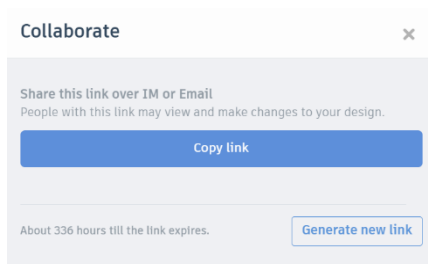 Collaborate
Share this link over IM or Email
People with this link may view and make changes to your design.
Copy link
About 336 hours till the link expires.
Generate new link